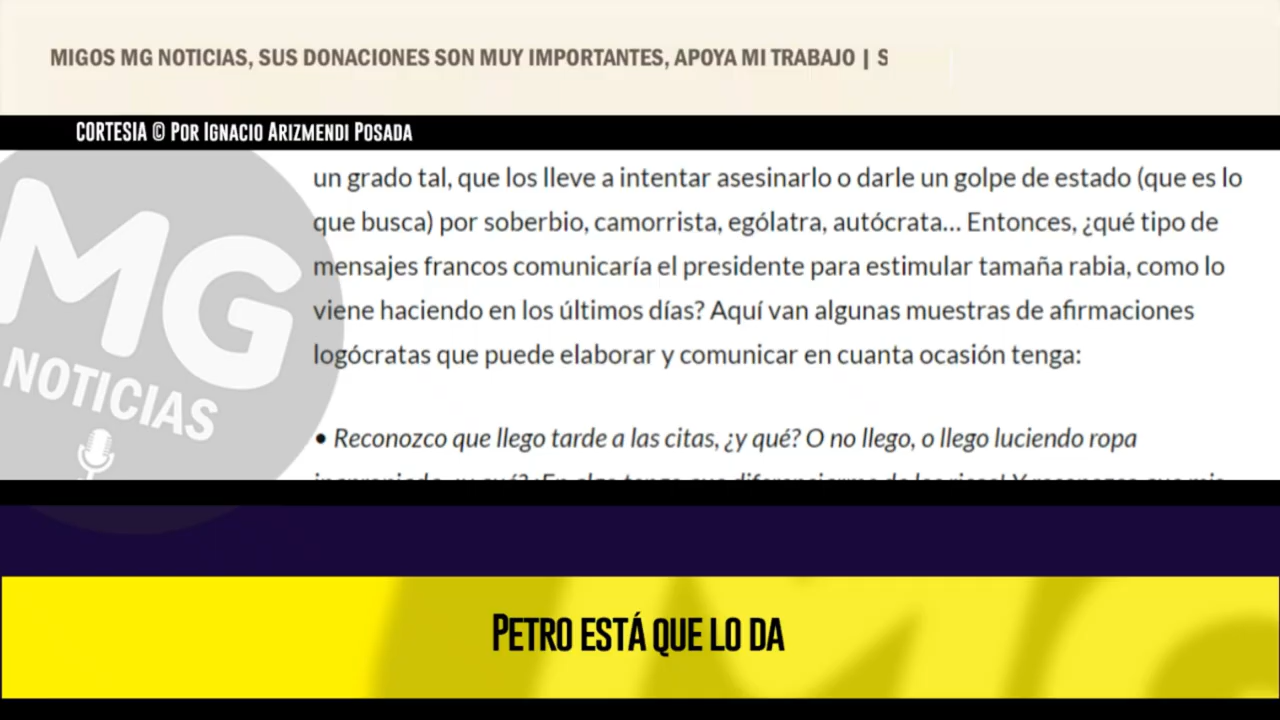 MIGOS MG NOTICIAS, SUS DONACIONES SON MUY IMPORTANTES, APOYA MI TRABAJO | S
CORTESIA © POR IGNACIO ARIZMENDI POSADA
un grado tal, que los lleve a intentar asesinarlo o darle un golpe de estado (que es lo
que busca) por soberbio, camorrista, ególatra, autócrata... Entonces, ¿qué tipo de
mensajes francos comunicaría el presidente para estimular tamaña rabia, como lo
viene haciendo en los últimos días? Aquí van algunas muestras de afirmaciones
logócratas que puede elaborar y comunicar en cuanta ocasión tenga:
• Reconozco que llego tarde a las citas, ¿y qué? O no llego, o llego luciendo ropa
MG
NOTICIAS
PETRO ESTÁ QUE LO DA